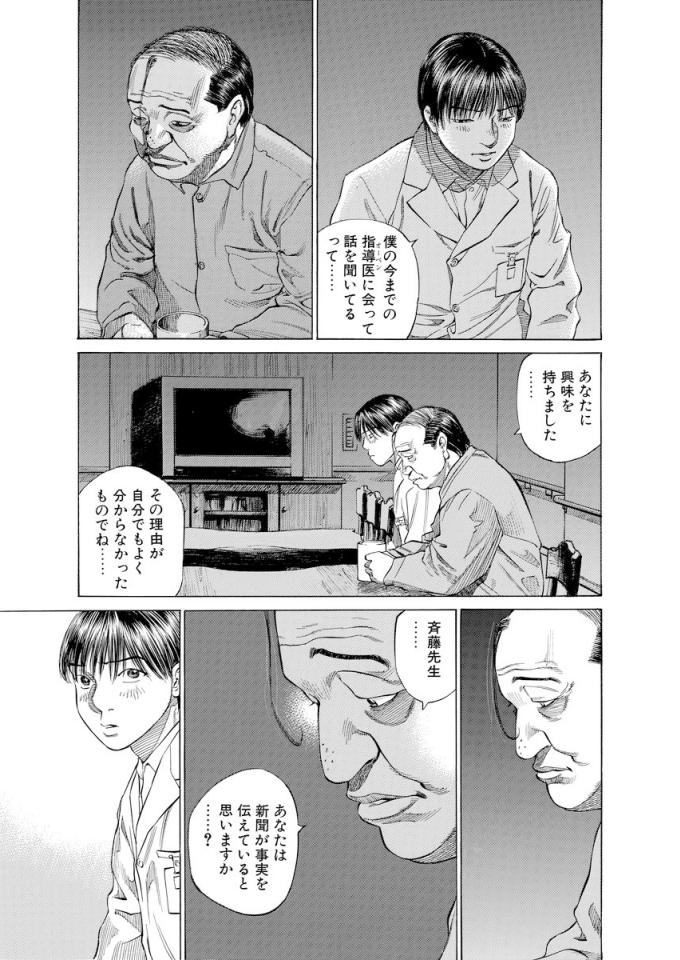 僕の今までの
指導医に会って
オーベン
話を聞いてる
って……
あなたに
興味を
持ちました
……
その理由が
自分でもよく
分からなかった
ものでね……
斉藤先生
……
あなたは
新聞が事実を
伝えていると
思いますか
……?